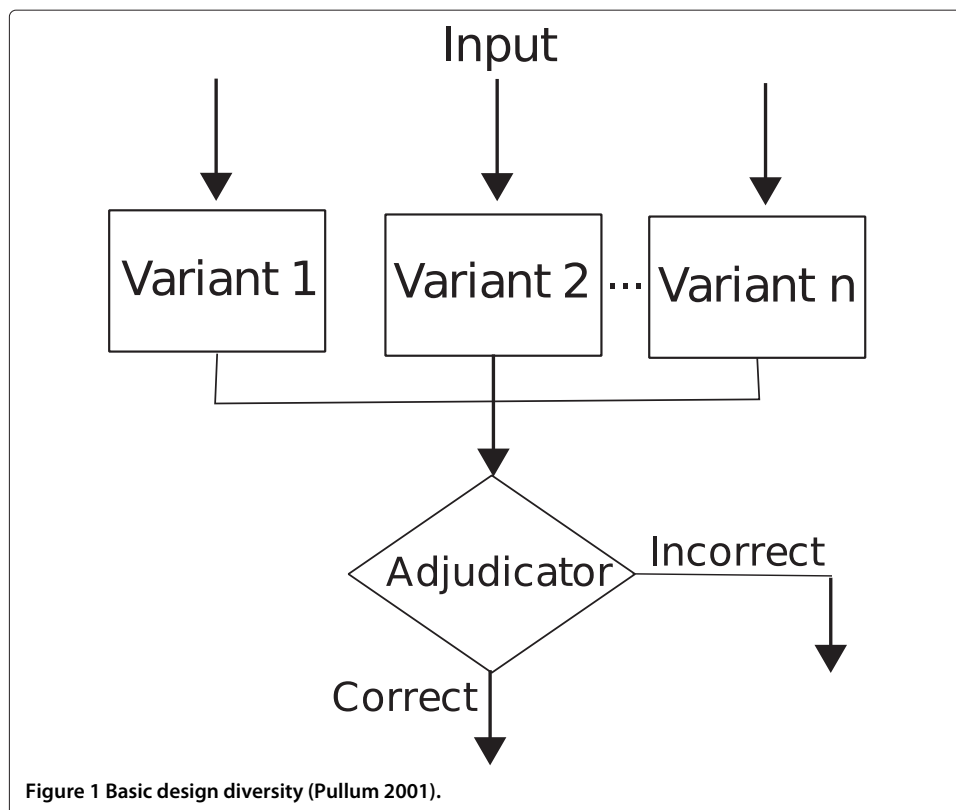 Input
Variant 1
Variant 2
...
Variant n
Adjudicator
Incorrect
Correct
Figure 1 Basic design diversity (Pullum 2001).